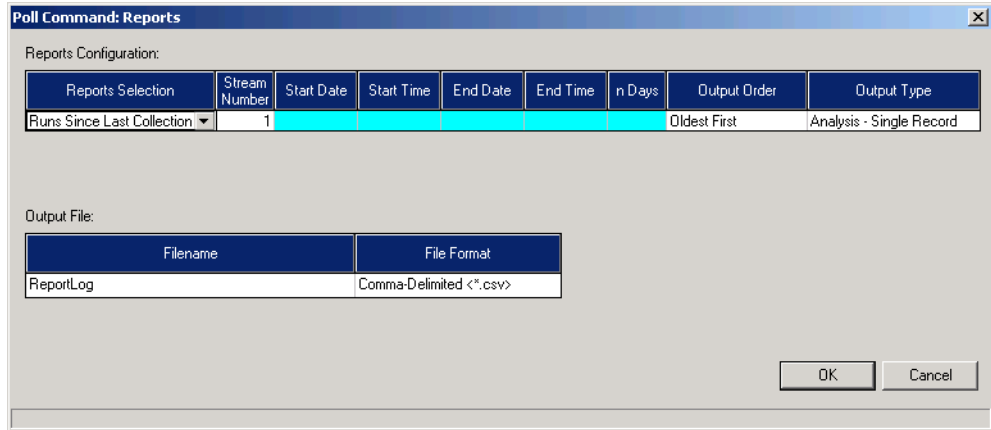 Poll Command: Reports
Reports Configuration:
Reports Selection Stream Number Start Date Start Time End Date End Time n Days Output Order Output Type
Runs Since Last Collection 1 Oldest First Analysis - Single Record
Output File:
Filename File Format
ReportLog Comma-Delimited <*.csv>
OK Cancel